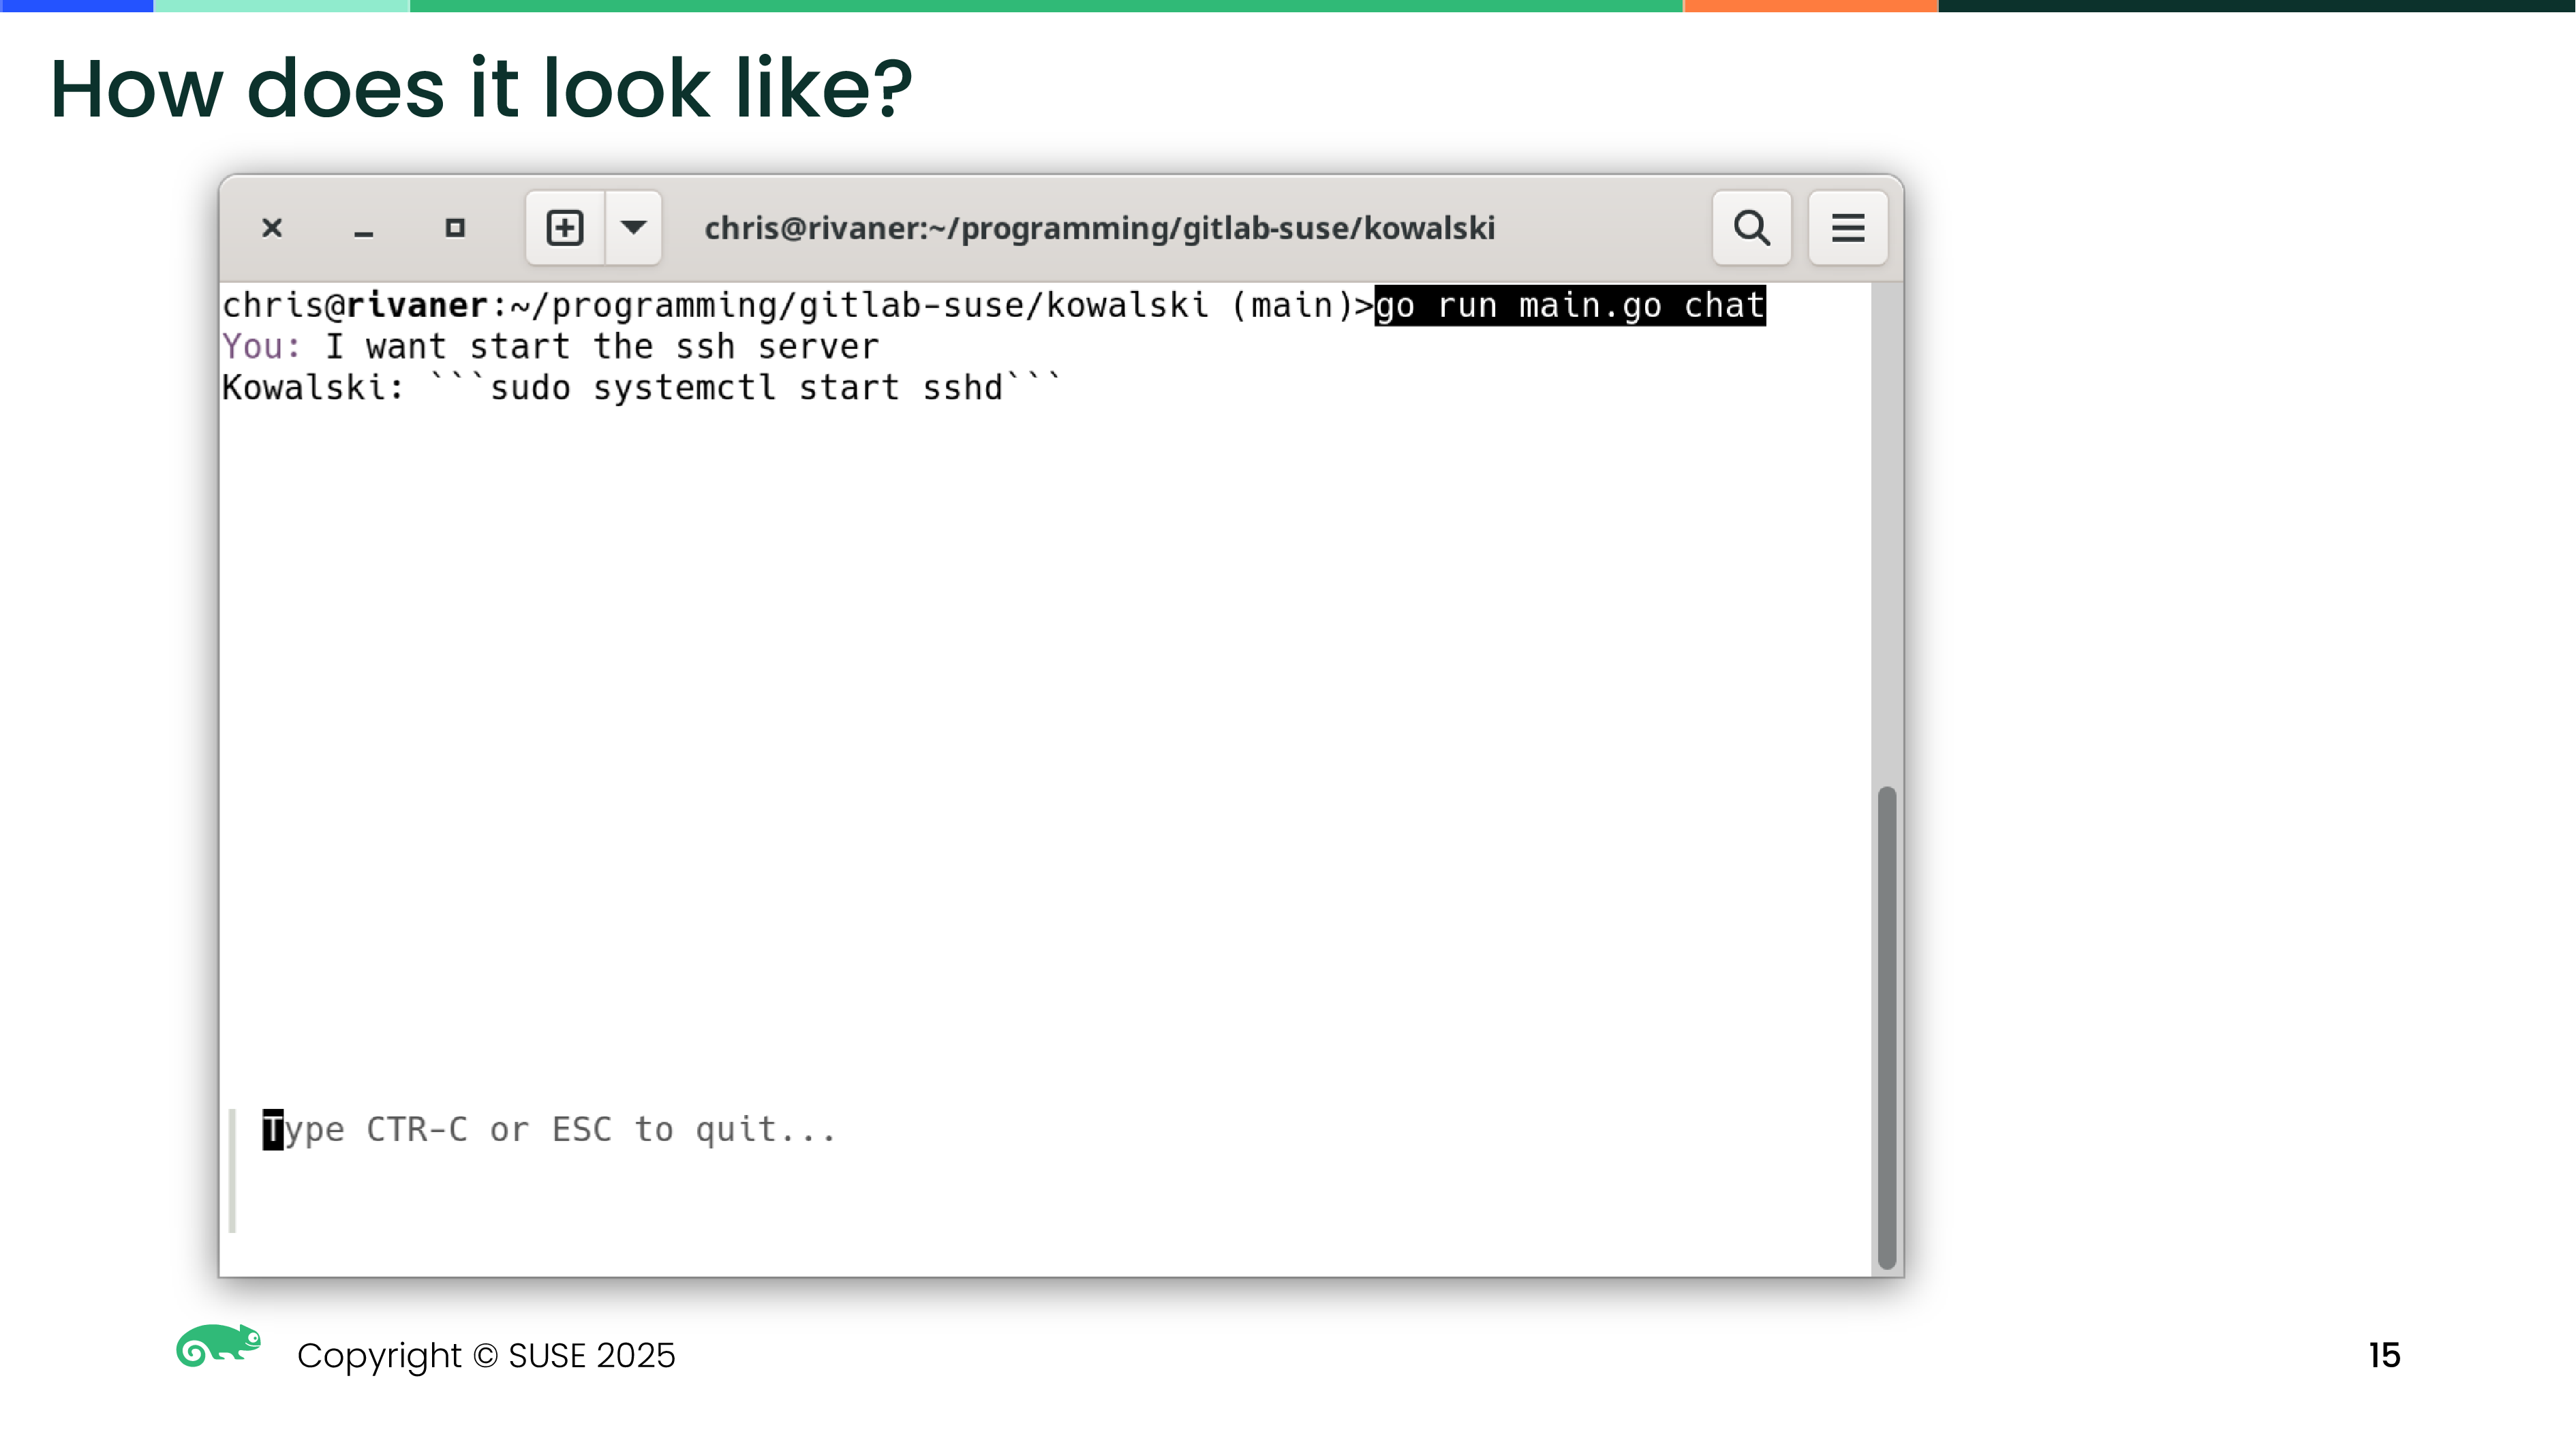 How does it look like?
chris@rivaner:~/programming/gitlab-suse/kowalski
chris@rivaner:~/programming/gitlab-suse/kowalski (main)>go run main.go chat
You: I want start the ssh server
Kowalski: ```sudo systemctl start sshd```
Type CTR-C or ESC to quit...
Copyright © SUSE 2025
15